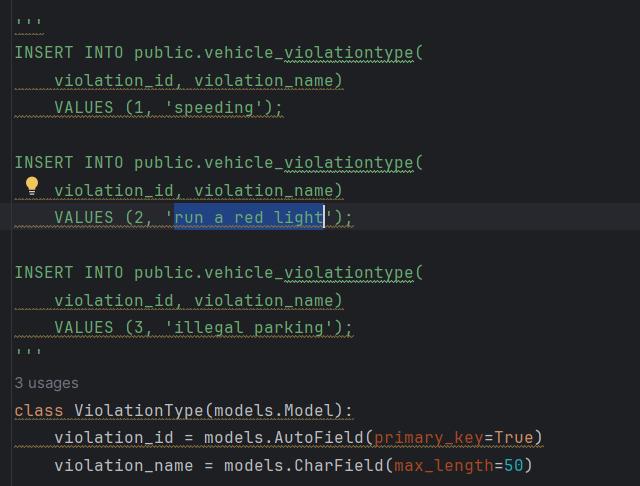 '''
INSERT INTO public.vehicle_violationtype(
    violation_id, violation_name)
    VALUES (1, 'speeding');
INSERT INTO public.vehicle_violationtype(
    violation_id, violation_name)
    VALUES (2, 'run a red light');
INSERT INTO public.vehicle_violationtype(
    violation_id, violation_name)
    VALUES (3, 'illegal parking');
'''
3 usages
class ViolationType(models.Model):
    violation_id = models.AutoField(primary_key=True)
    violation_name = models.CharField(max_length=50)